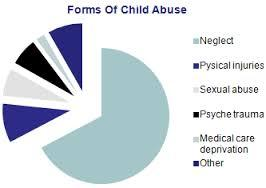 Forms Of Child Abuse
Neglect
Pysical injuries
Sexual abuse
Psyche trauma
Medical care
deprivation
Other